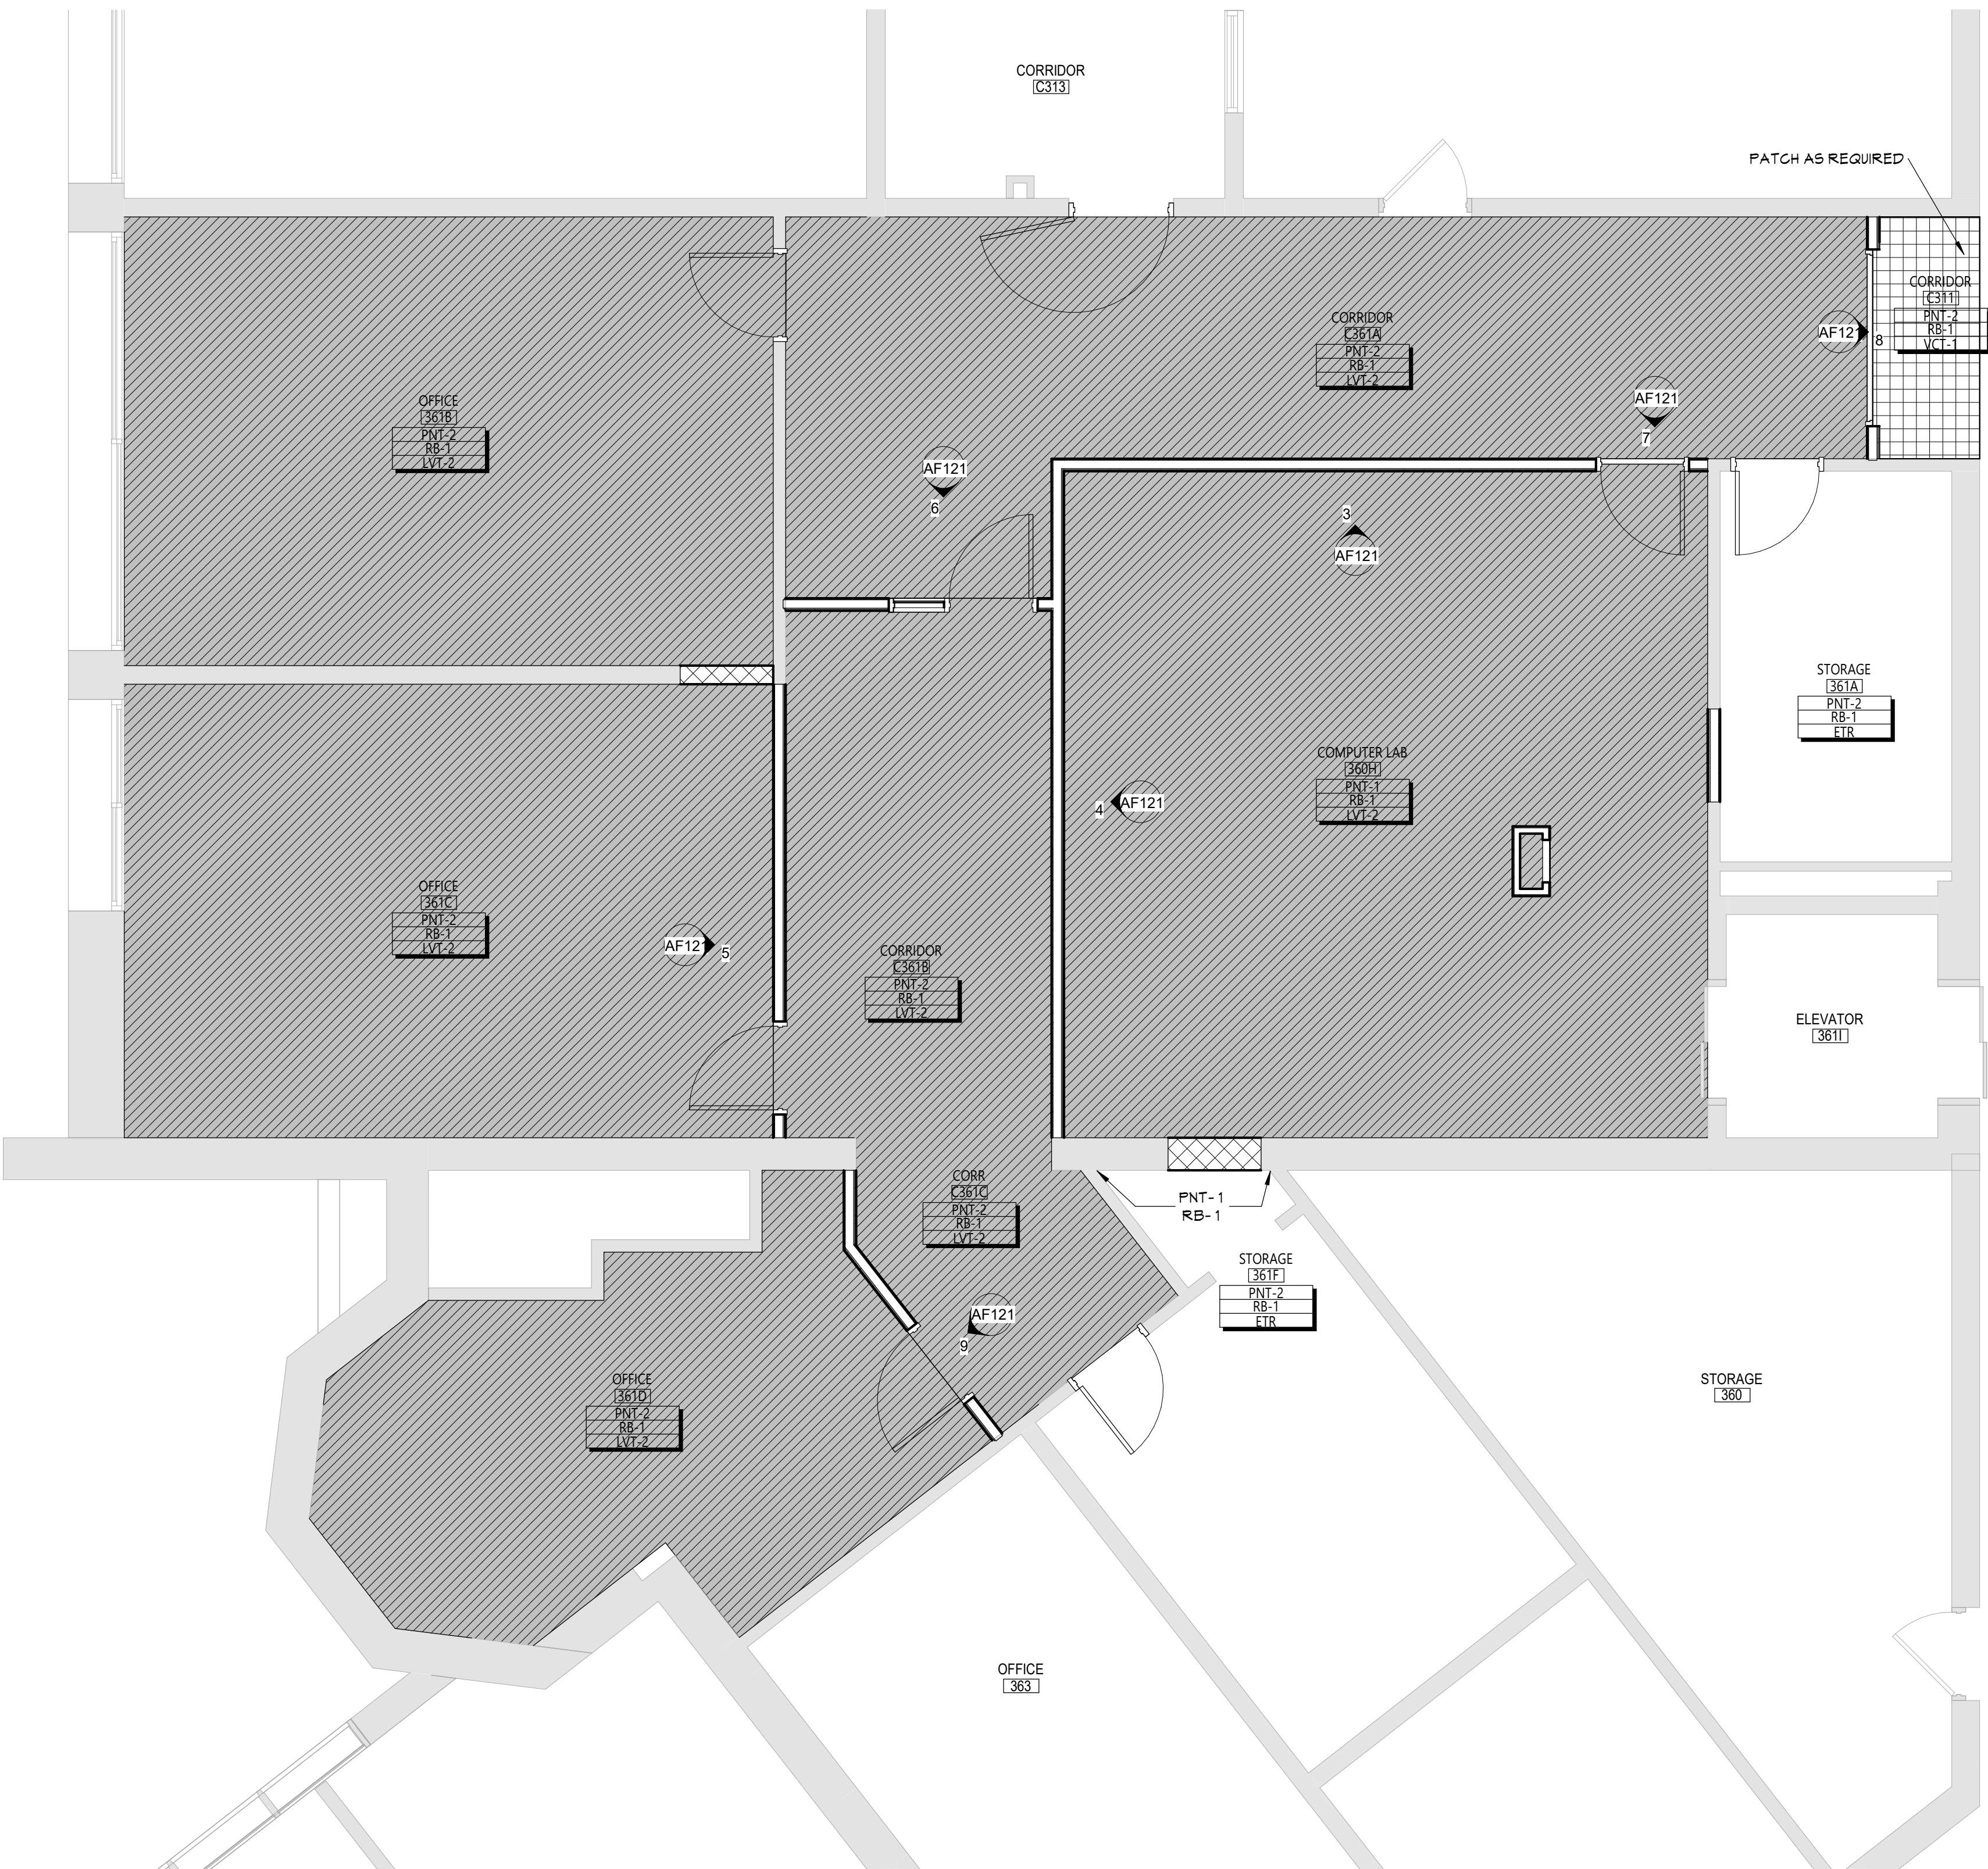 CORRIDOR
C313
PATCH AS REQUIRED
CORRIDOR
C311
PNT-2
RB-1
VCT-1
CORRIDOR
C361A
PNT-2
RB-1
LVT-2
AF121
8
OFFICE
361B
PNT-2
RB-1
LVT-2
AF121
7
AF121
6
3
AF121
STORAGE
361A
PNT-2
RB-1
ETR
COMPUTER LAB
360H
PNT-1
RB-1
LVT-2
4
AF121
OFFICE
361C
PNT-2
RB-1
LVT-2
AF121
5
CORRIDOR
C361B
PNT-2
RB-1
LVT-2
ELEVATOR
361I
CORR
C361C
PNT-2
RB-1
LVT-2
PNT-1
RB-1
STORAGE
361F
PNT-2
RB-1
ETR
AF121
9
OFFICE
361D
PNT-2
RB-1
LVT-2
STORAGE
360
OFFICE
363